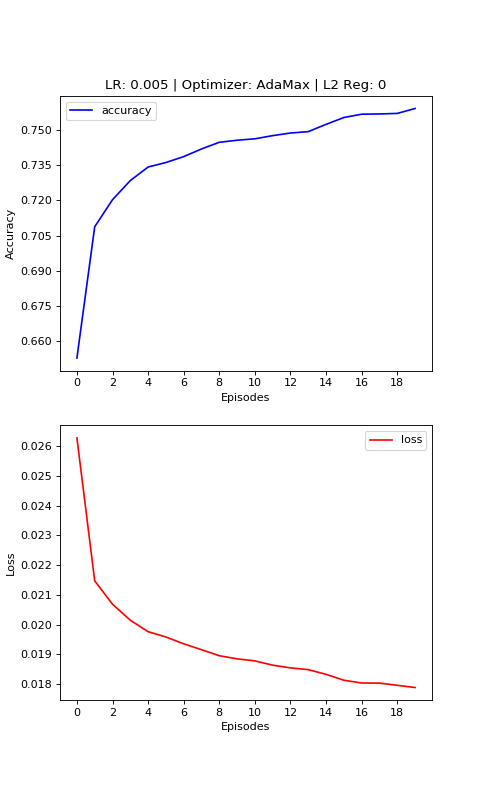 LR: 0.005 | Optimizer: AdaMax | L2 Reg: 0
accuracy
0.750
0.735
0.720
0.705
0.690
0.675
0.660
Accuracy
0 2 4 6 8 10 12 14 16 18
Episodes
loss
0.026
0.025
0.024
0.023
0.022
0.021
0.020
0.019
0.018
Loss
0 2 4 6 8 10 12 14 16 18
Episodes